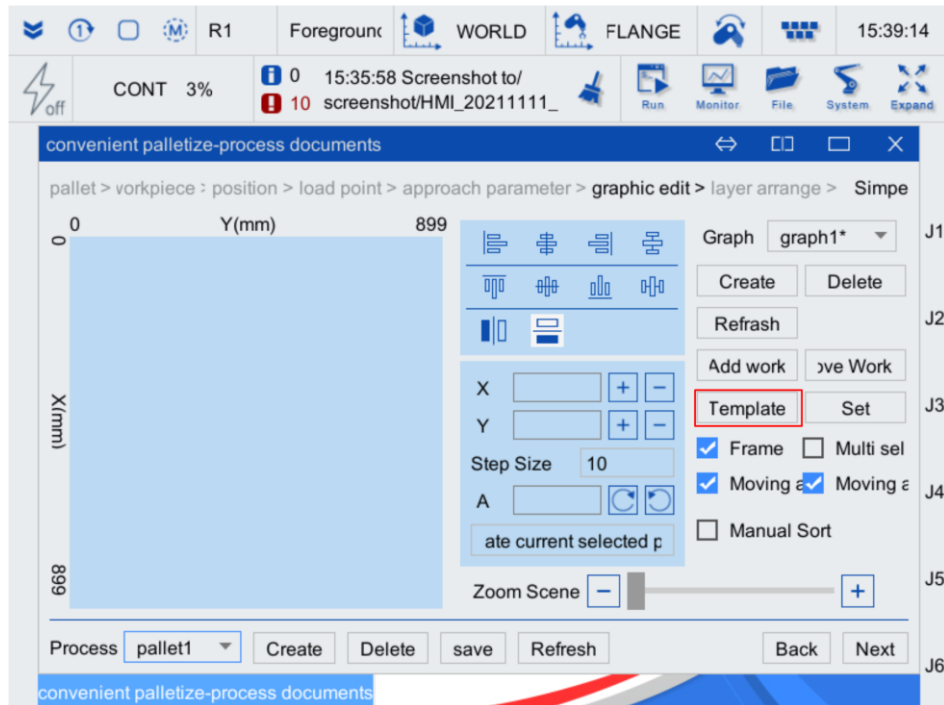 1 M R1 Foregrounc WORLD FLANGE 15:39:14
off CONT 3% i 0 15:35:58 Screenshot to/
! 10 screenshot/HMI_20211111_
Run Monitor File System Expand
convenient palletize-process documents
pallet > vorkpiece : position > load point > approach parameter > graphic edit > layer arrange > Simpe
0 Y(mm) 899
0
X(mm)
899
Graph graph1*
Create Delete
Refrash
Add work ove Work
Template Set
Frame Multi sel
Moving a Moving a
Manual Sort
X + −
Y + −
Step Size 10
A
ate current selected p
Zoom Scene − +
Process pallet1 Create Delete save Refresh Back Next
convenient palletize-process documents
J1
J2
J3
J4
J5
J6